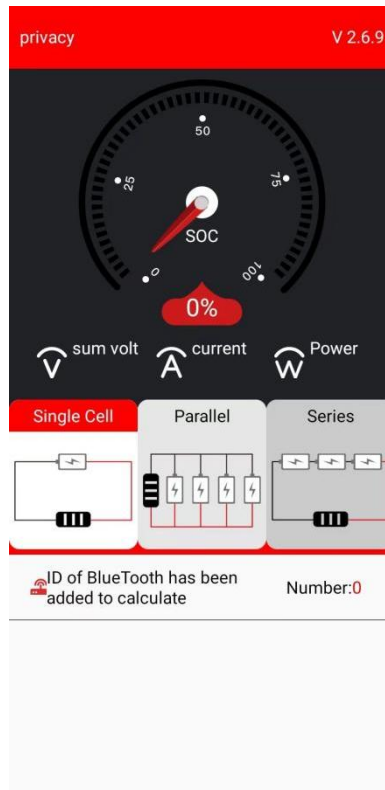 privacy V 2.6.9
50
25 75
SOC
0 100
0%
V sum volt A current W Power
Single Cell Parallel Series
ID of BlueTooth has been
added to calculate
Number:0